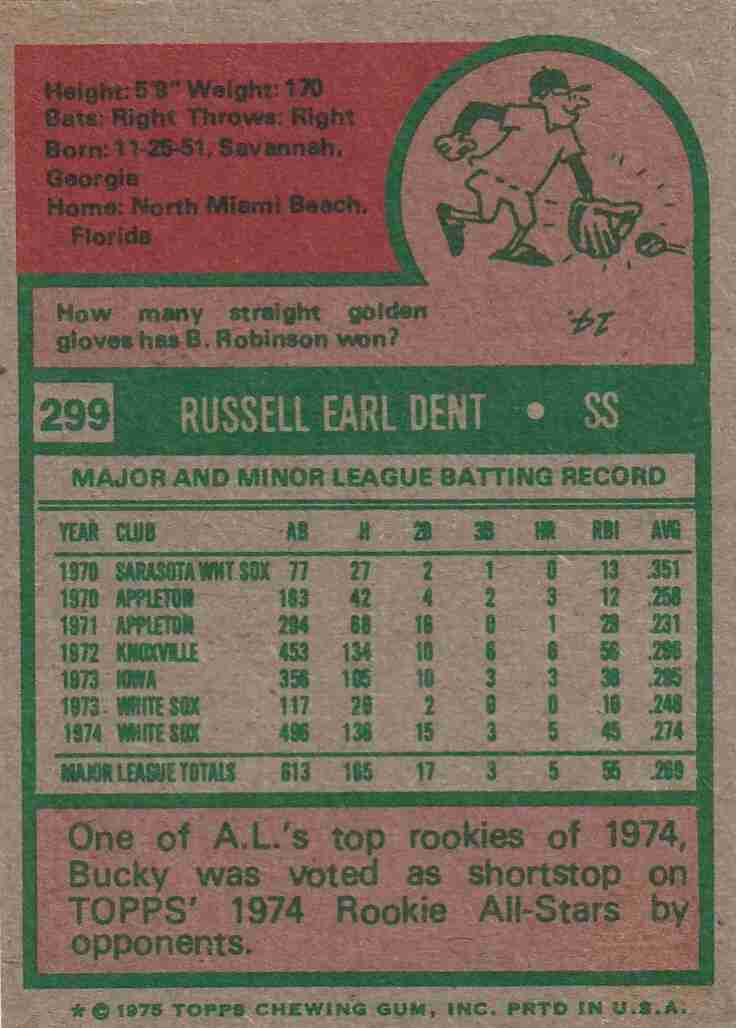 Height: 5'9" Weight: 170
Bats: Right Throws: Right
Born: 11-25-51, Savannah,
Georgia
Home: North Miami Beach,
Florida
How many straight golden
gloves has B. Robinson won?
14.
299 RUSSELL EARL DENT • SS
MAJOR AND MINOR LEAGUE BATTING RECORD
YEAR CLUB AB H 2B 3B HR RBI AVG
1970 SARASOTA WHT SOX 77 27 2 1 0 13 .351
1970 APPLETON 163 42 4 2 3 12 .258
1971 APPLETON 294 68 16 0 1 .231
1972 KNOXVILLE 453 134 10 6 6 56 .296
1973 IOWA 356 105 10 3 3 38 .295
1973 WHITE SOX 117 29 2 0 0 10 .248
1974 WHITE SOX 496 136 15 3 5 45 .274
MAJOR LEAGUE TOTALS 613 165 17 3 5 55 .269
One of A.L.'s top rookies of 1974,
Bucky was voted as shortstop on
TOPPS' 1974 Rookie All-Stars by
opponents.
* © 1975 TOPPS CHEWING GUM, INC. PRTD IN U.S.A.